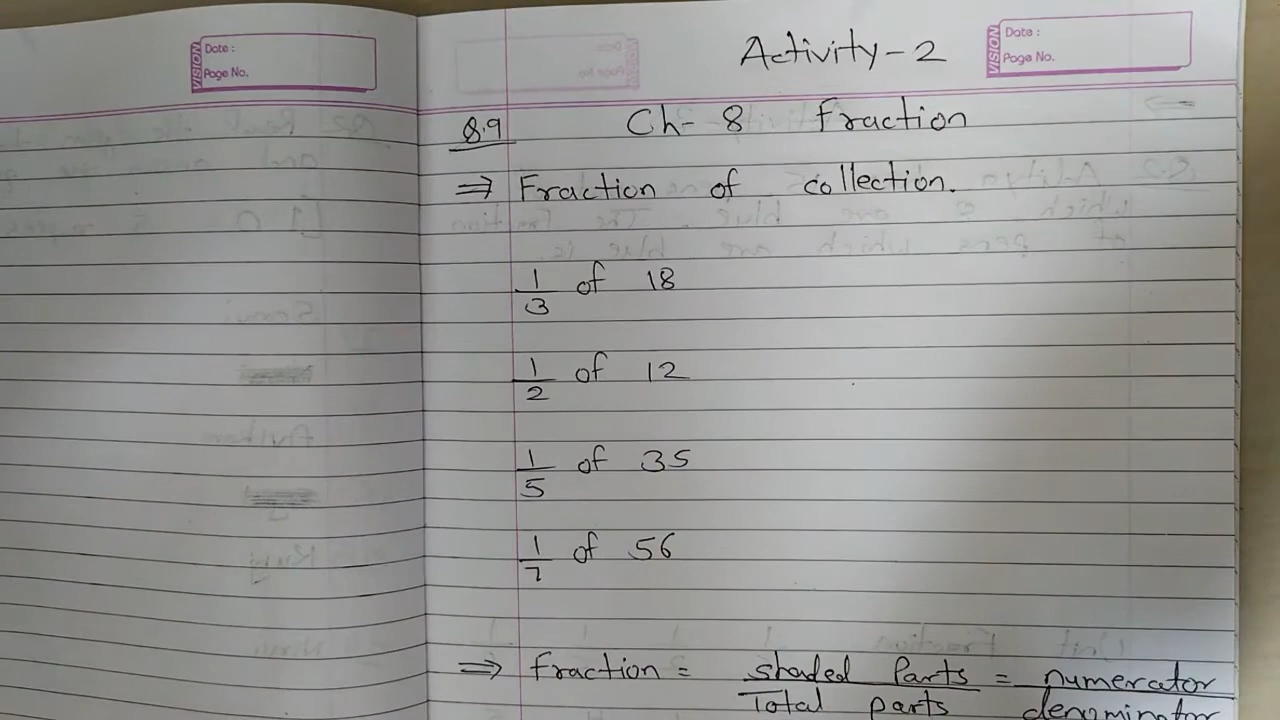 VISION
Date :
Page No.
Activity - 2
VISION
Date :
Page No.
8.9 Ch- 8 Fraction
⇒ Fraction of collection.
1/3 of 18
1/2 of 12
1/5 of 35
1/7 of 56
⇒ Fraction = shaded Parts / Total parts = numerator / denominator